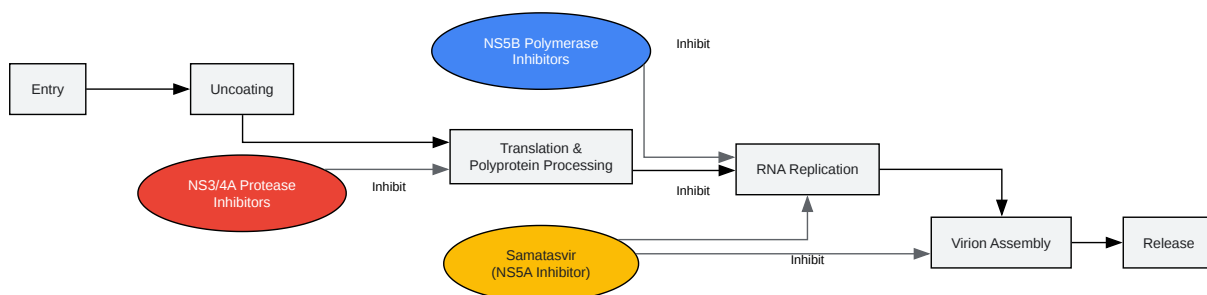 NS5B Polymerase
Inhibitors
Inhibit
Entry
Uncoating
Translation &
Polyprotein Processing
NS3/4A Protease
Inhibitors
Inhibit
Inhibit
RNA Replication
Samatasvir
(NS5A Inhibitor)
Inhibit
Virion Assembly
Release